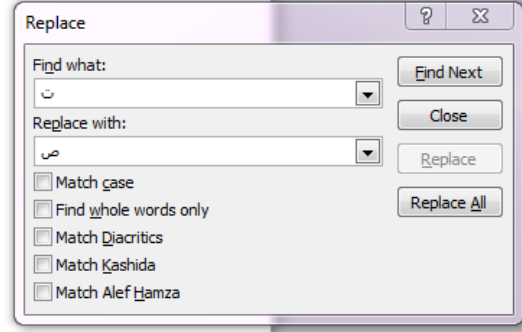 Replace
Find what:
ت
Find Next
Close
Replace with:
ص
Replace
Match case
Find whole words only
Replace All
Match Diacritics
Match Kashida
Match Alef Hamza